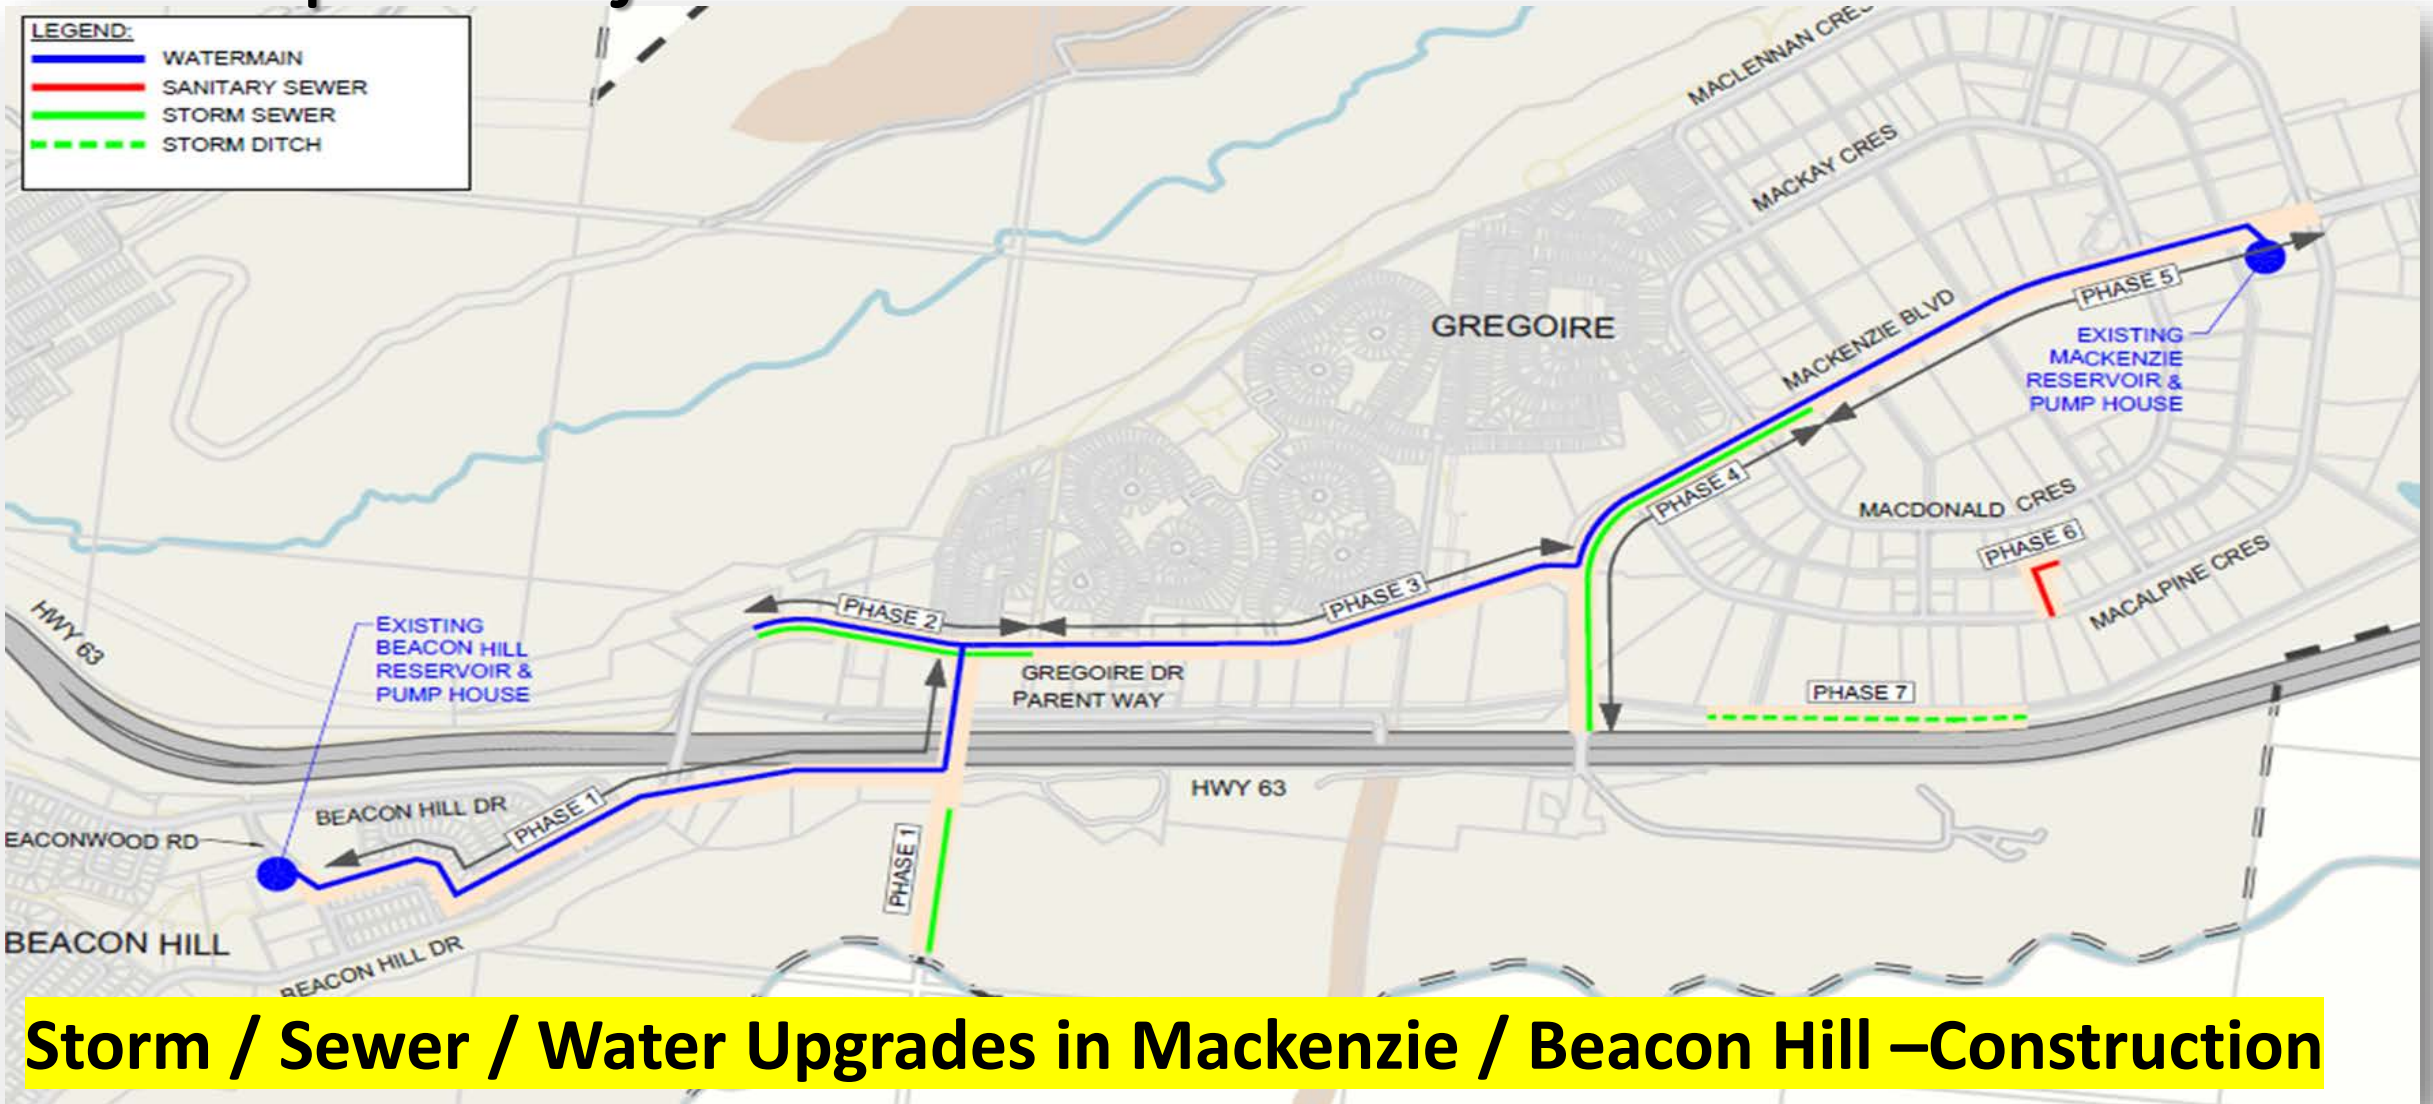 LEGEND:
WATERMAIN
SANITARY SEWER
STORM SEWER
STORM DITCH
MACLENNAN CRES
MACKAY CRES
GREGOIRE
MACKENZIE BLVD
PHASE 5
EXISTING
MACKENZIE
RESERVOIR &
PUMP HOUSE
PHASE 4
MACDONALD CRES
PHASE 6
MACALPINE CRES
PHASE 3
PHASE 2
HWY 63
EXISTING
BEACON HILL
RESERVOIR &
PUMP HOUSE
GREGOIRE DR
PARENT WAY
PHASE 7
HWY 63
BEACON HILL DR
PHASE 1
EACONWOOD RD
PHASE 1
BEACON HILL
BEACON HILL DR
Storm / Sewer / Water Upgrades in Mackenzie / Beacon Hill –Construction